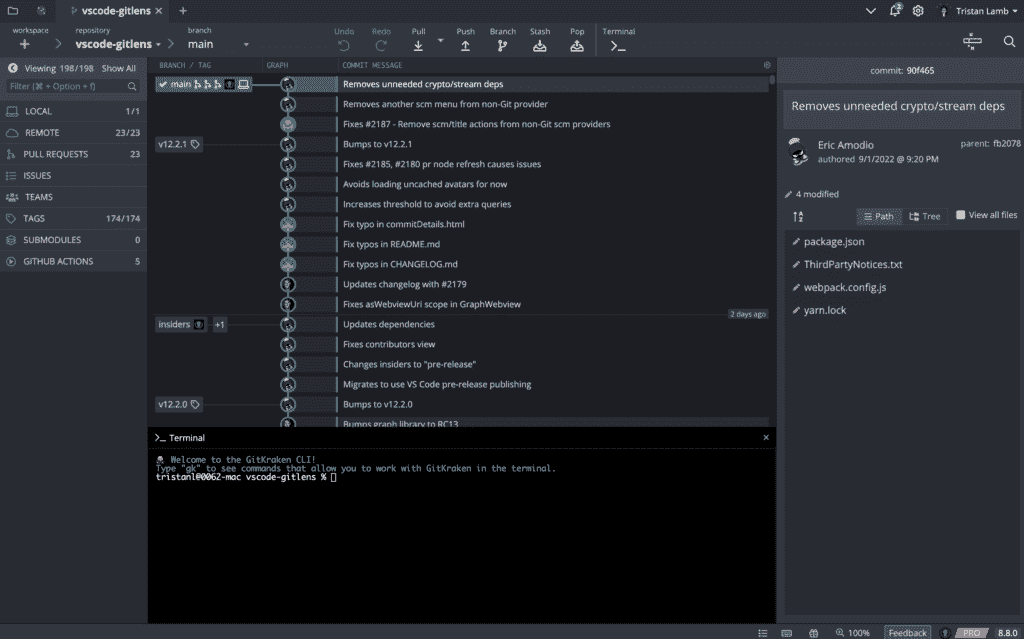 vscode-gitlens
Tristan Lamb
workspace
repository
vscode-gitlens
branch
main
Undo
Redo
Pull
Push
Branch
Stash
Pop
Terminal
Viewing 198/198 Show All
Filter (⌘ + Option + f)
LOCAL 1/1
REMOTE 23/23
PULL REQUESTS 23
ISSUES
TEAMS
TAGS 174/174
SUBMODULES 0
GITHUB ACTIONS 5
BRANCH / TAG GRAPH COMMIT MESSAGE
main Removes unneeded crypto/stream deps
Removes another scm menu from non-Git provider
Fixes #2187 - Remove scm/title actions from non-Git scm providers
v12.2.1 Bumps to v12.2.1
Fixes #2185, #2180 pr node refresh causes issues
Avoids loading uncached avatars for now
Increases threshold to avoid extra queries
Fix typo in commitDetails.html
Fix typos in README.md
Fix typos in CHANGELOG.md
Updates changelog with #2179
Fixes asWebviewUri scope in GraphWebview
2 days ago
insiders +1 Updates dependencies
Fixes contributors view
Changes insiders to "pre-release"
Migrates to use VS Code pre-release publishing
v12.2.0 Bumps to v12.2.0
Bumps graph library to RC13
Terminal
Welcome to the GitKraken CLI!
Type "gk" to see commands that allow you to work with GitKraken in the terminal.
tristanl@0062-mac vscode-gitlens %
commit: 90f465
Removes unneeded crypto/stream deps
Eric Amodio
authored 9/1/2022 @ 9:20 PM
parent: fb2078
4 modified
Path Tree View all files
package.json
ThirdPartyNotices.txt
webpack.config.js
yarn.lock
100% Feedback PRO 8.8.0